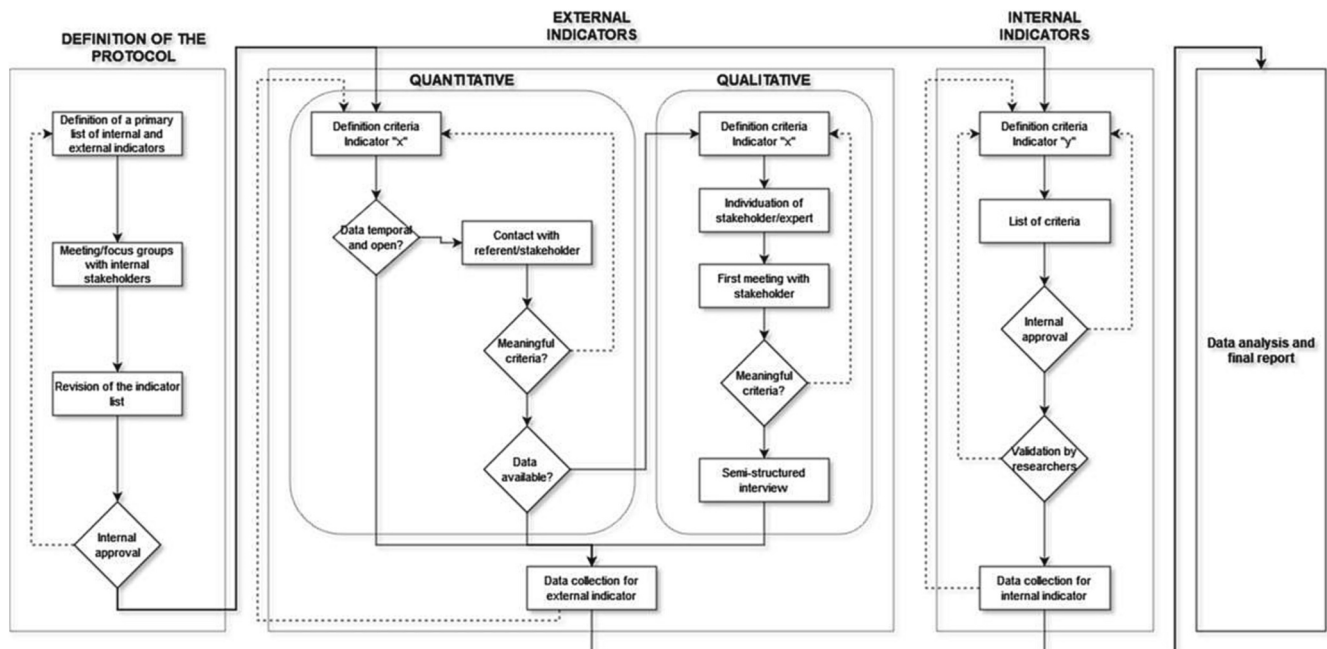 DEFINITION OF THE
PROTOCOL
Definition of a primary
list of internal and
external indicators
Meeting/focus groups
with internal
stakeholders
Revision of the indicator
list
Internal
approval
EXTERNAL
INDICATORS
QUANTITATIVE
Definition criteria
Indicator "x"
Data temporal
and open?
Contact with
referent/stakeholder
Meaningful
criteria?
Data
available?
QUALITATIVE
Definition criteria
Indicator "x"
Individuation of
stakeholder/expert
First meeting with
stakeholder
Meaningful
criteria?
Semi-structured
interview
Data collection for
external indicator
INTERNAL
INDICATORS
Definition criteria
Indicator "y"
List of criteria
Internal
approval
Validation by
researchers
Data collection for
internal indicator
Data analysis and
final report